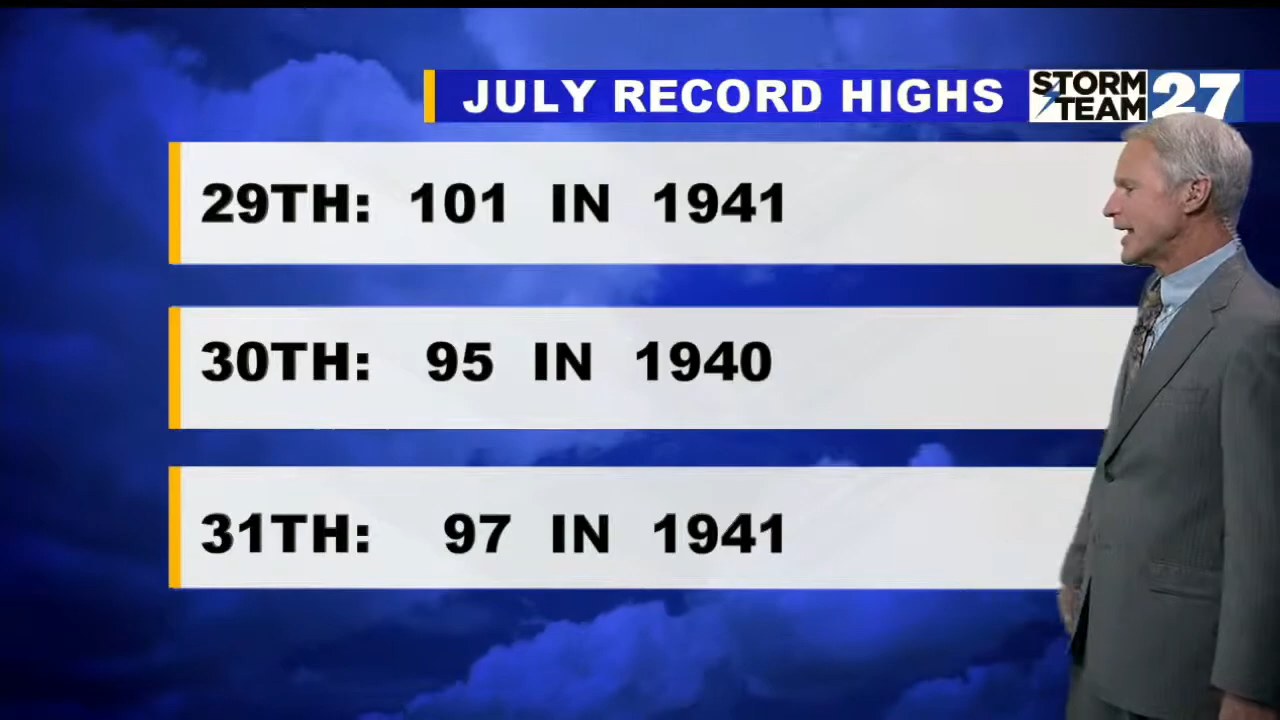 JULY RECORD HIGHS
STORM
TEAM
27
29TH: 101 IN 1941
30TH: 95 IN 1940
31TH: 97 IN 1941